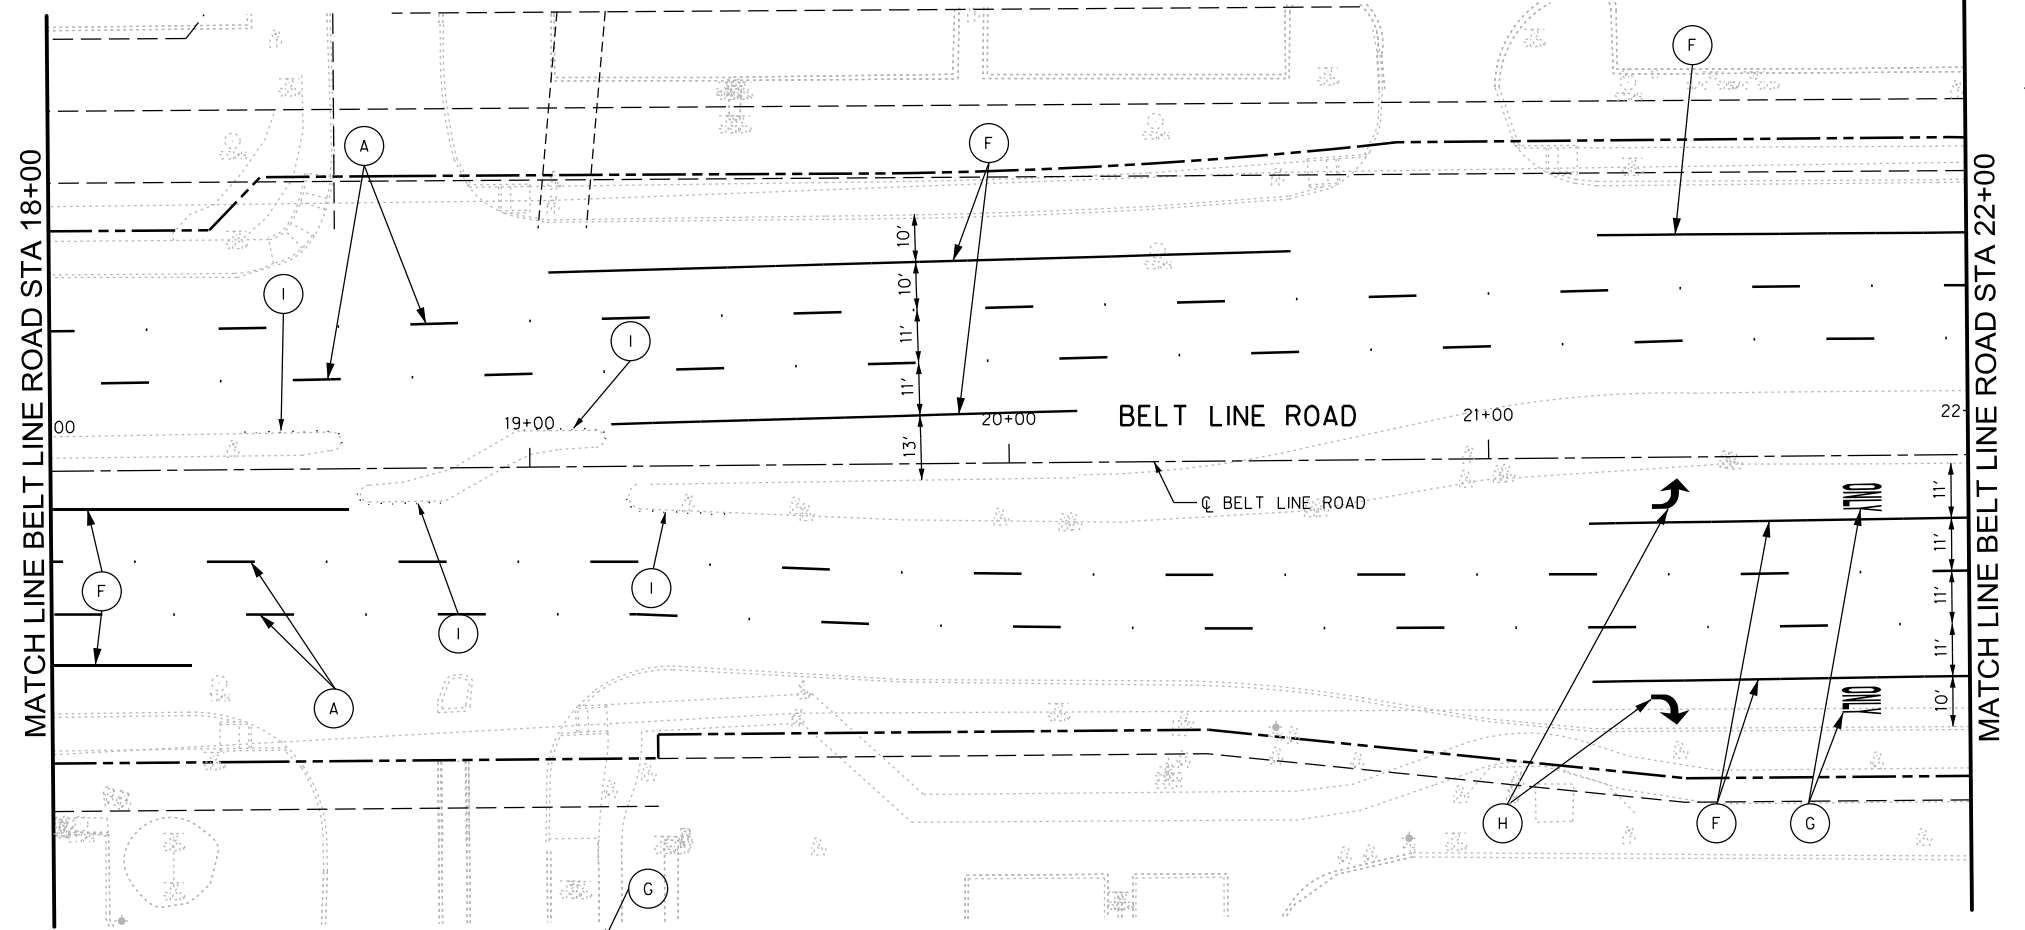 MATCH LINE BELT LINE ROAD STA 18+00
F
A
F
10'
10'
I
I
11'
11'
00
19+00
20+00
BELT LINE ROAD
21+00
22
13'
℄ BELT LINE ROAD
ONLY
11'
F
I
I
11'
11'
A
11'
ONLY
10'
H
F
G
G
MATCH LINE BELT LINE ROAD STA 22+00